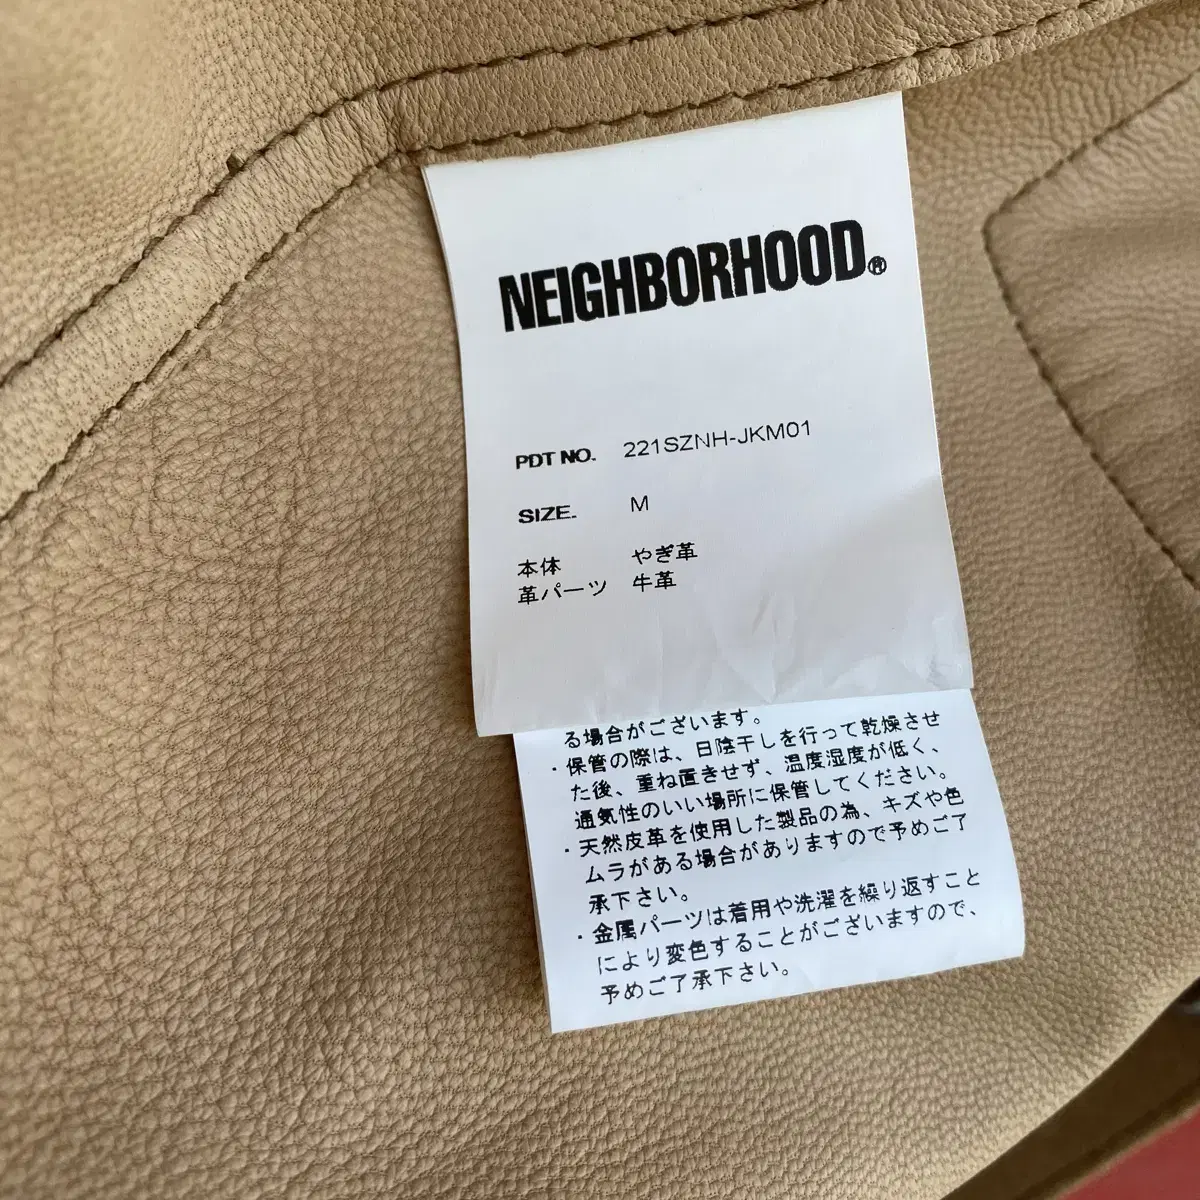 NEIGHBORHOOD®
PDT NO. 221SZNH-JKM01
SIZE. M
本体 やぎ革
革パーツ 牛革
る場合がございます。
・保管の際は、日陰干しを行って乾燥させ
た後、重ね置きせず、温度湿度が低く、
通気性のいい場所に保管してください。
・天然皮革を使用した製品の為、キズや色
ムラがある場合がありますので予めご了
承下さい。
・金属パーツは着用や洗濯を繰り返すこと
により変色することがございますので、
予めご了承下さい。